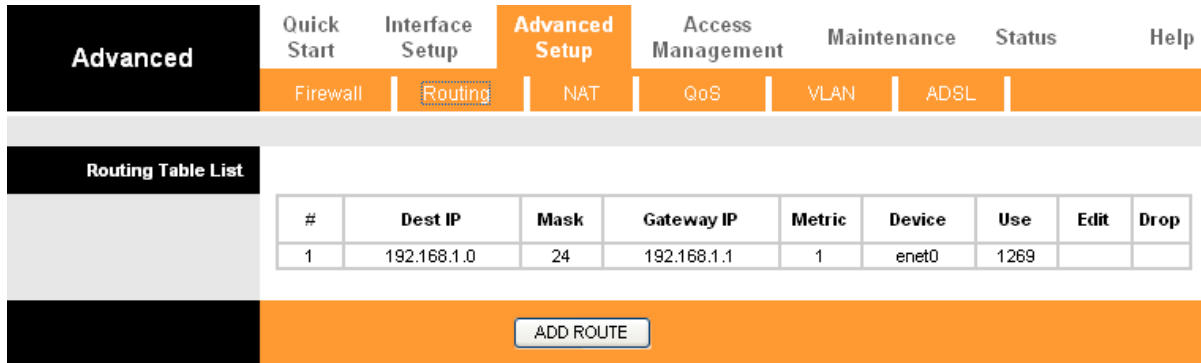 Advanced
Quick Start
Interface Setup
Advanced Setup
Access Management
Maintenance
Status
Help
Firewall
Routing
NAT
QoS
VLAN
ADSL
Routing Table List
# Dest IP Mask Gateway IP Metric Device Use Edit Drop
1 192.168.1.0 24 192.168.1.1 1 enet0 1269
ADD ROUTE